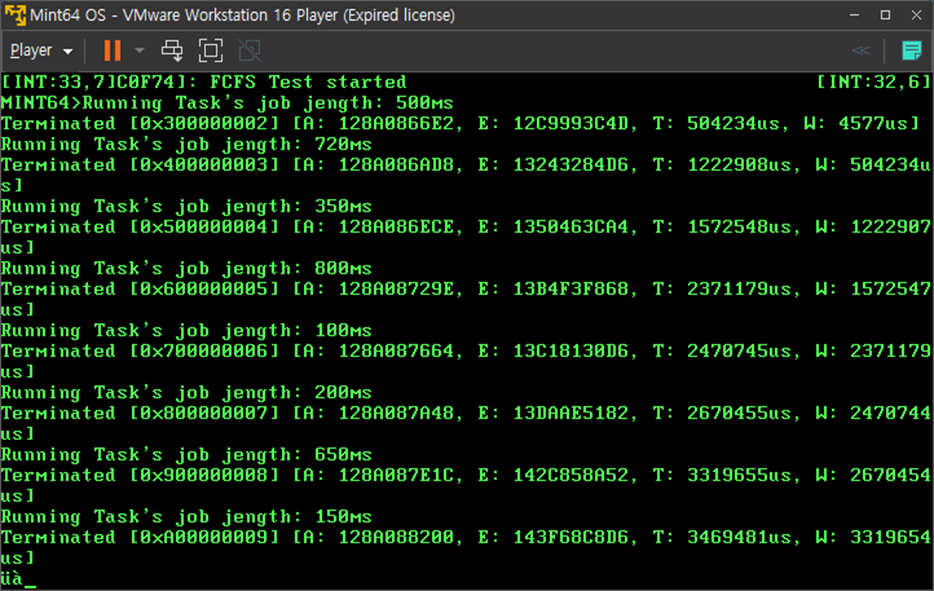 Mint64 OS - VMware Workstation 16 Player (Expired license)
Player
[INT:33,7]C0F74]: FCFS Test started [INT:32,6]
MINT64>Running Task's job jength: 500ms
Terminated [0x300000002] [A: 128A0866E2, E: 12C9993C4D, T: 504234us, W: 4577us]
Running Task's job jength: 720ms
Terminated [0x400000003] [A: 128A086AD8, E: 13243284D6, T: 1222908us, W: 504234u
s]
Running Task's job jength: 350ms
Terminated [0x500000004] [A: 128A086ECE, E: 1350463CA4, T: 1572548us, W: 1222907
us]
Running Task's job jength: 800ms
Terminated [0x600000005] [A: 128A08729E, E: 13B4F3F868, T: 2371179us, W: 1572547
us]
Running Task's job jength: 100ms
Terminated [0x700000006] [A: 128A087664, E: 13C18130D6, T: 2470745us, W: 2371179
us]
Running Task's job jength: 200ms
Terminated [0x800000007] [A: 128A087A48, E: 13DAAE5182, T: 2670455us, W: 2470744
us]
Running Task's job jength: 650ms
Terminated [0x900000008] [A: 128A087E1C, E: 142C858A52, T: 3319655us, W: 2670454
us]
Running Task's job jength: 150ms
Terminated [0xA00000009] [A: 128A088200, E: 143F68C8D6, T: 3469481us, W: 3319654
us]
üà_